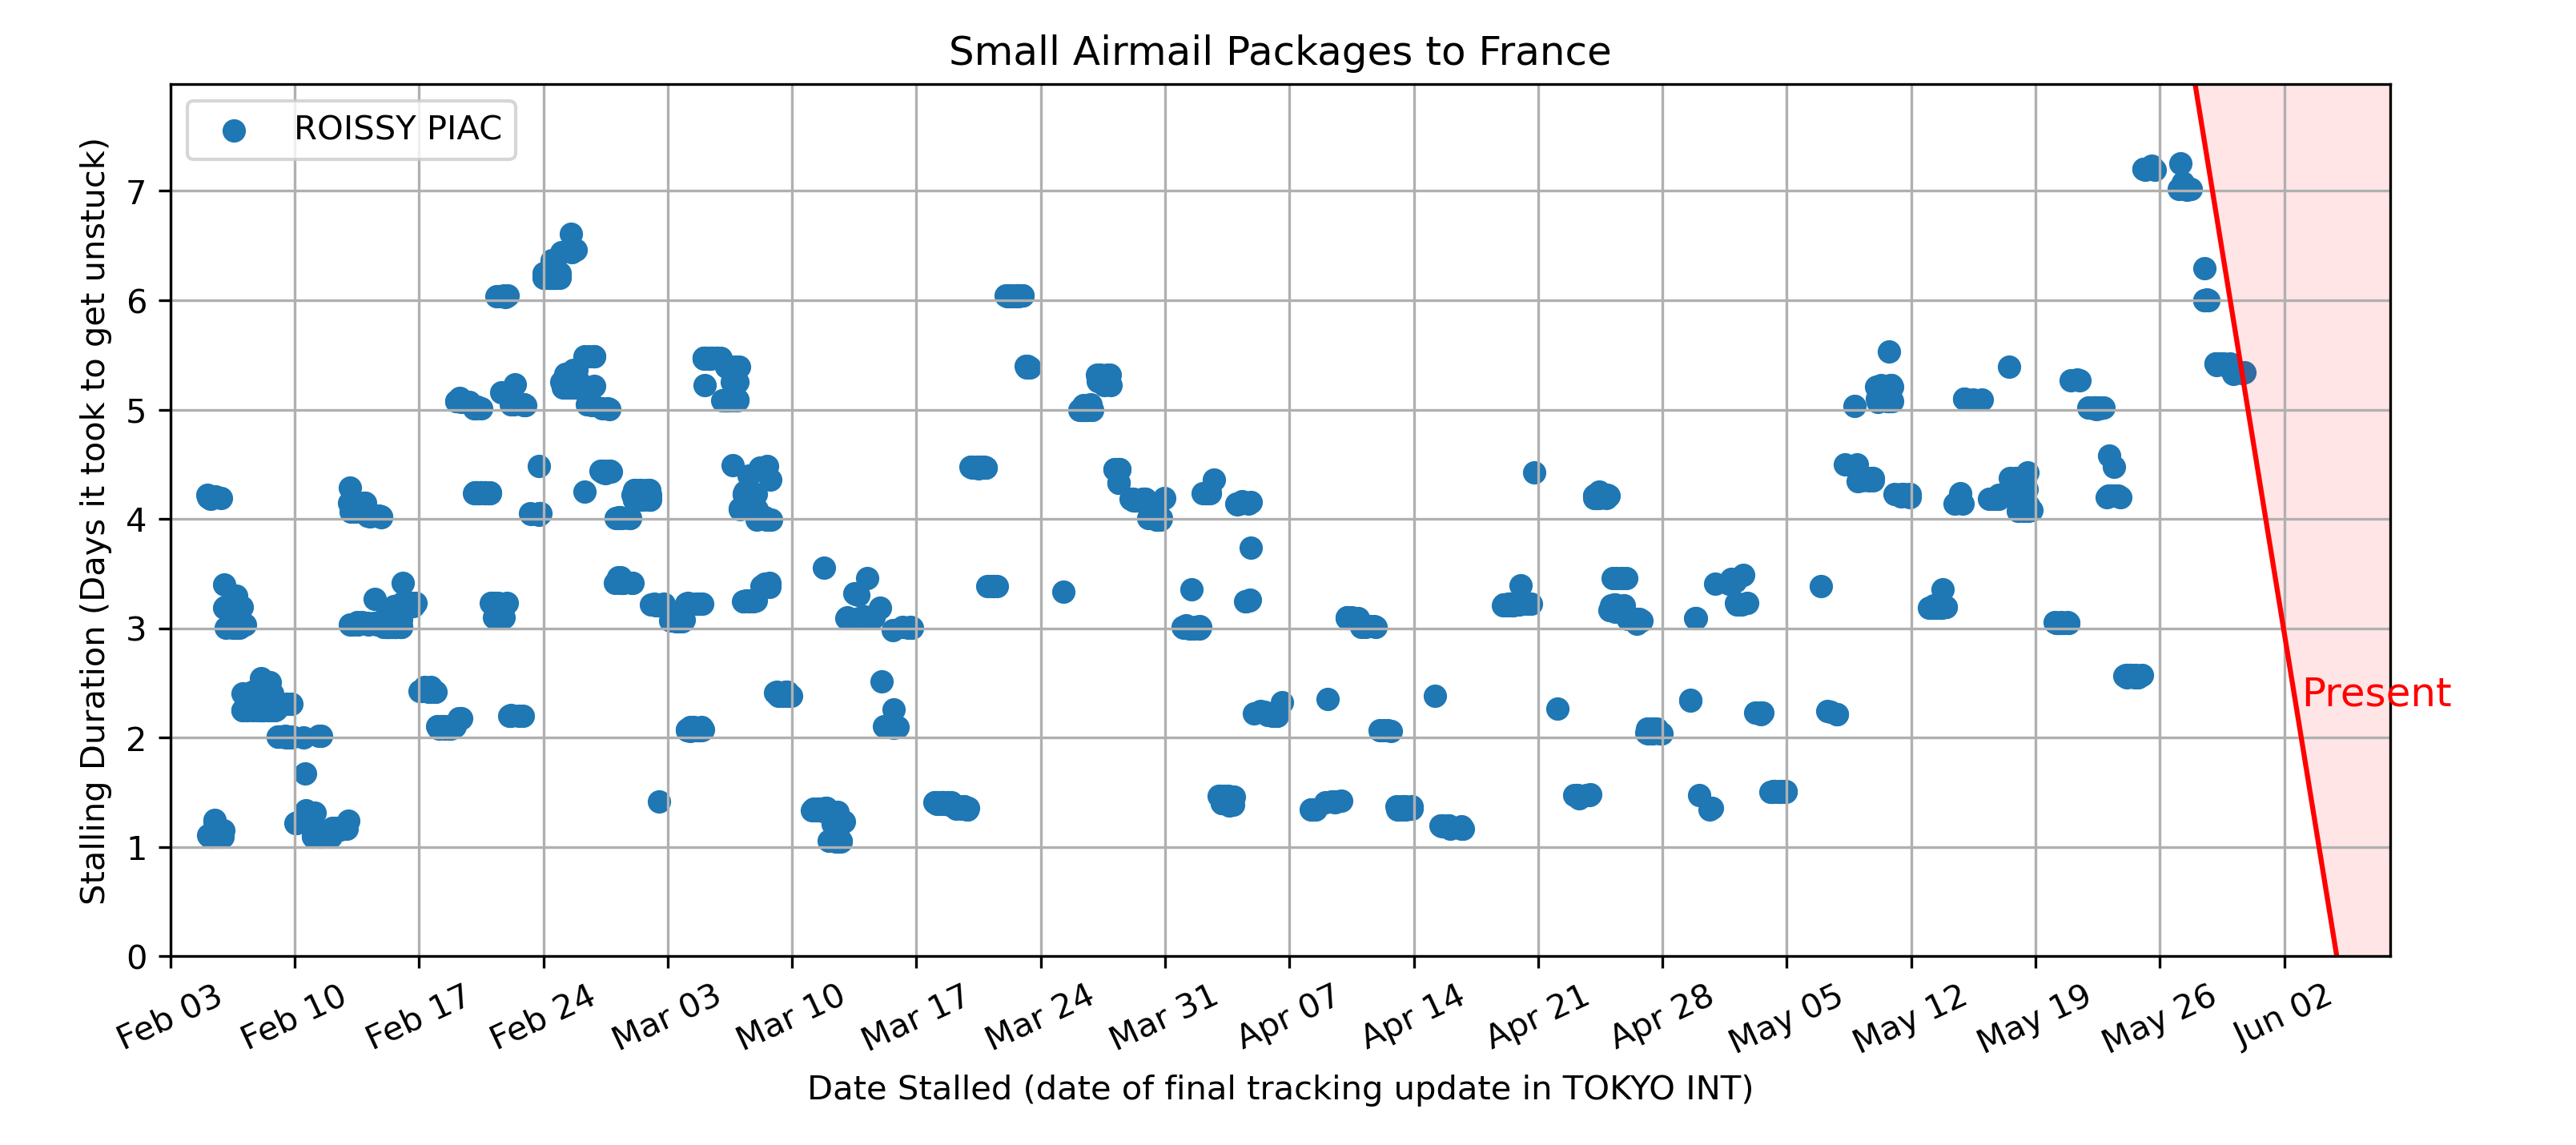 Small Airmail Packages to France
ROISSY PIAC
Stalling Duration (Days it took to get unstuck)
7
6
5
4
3
2
1
0
Present
Feb 03
Feb 10
Feb 17
Feb 24
Mar 03
Mar 10
Mar 17
Mar 24
Mar 31
Apr 07
Apr 14
Apr 21
Apr 28
May 05
May 12
May 19
May 26
Jun 02
Date Stalled (date of final tracking update in TOKYO INT)